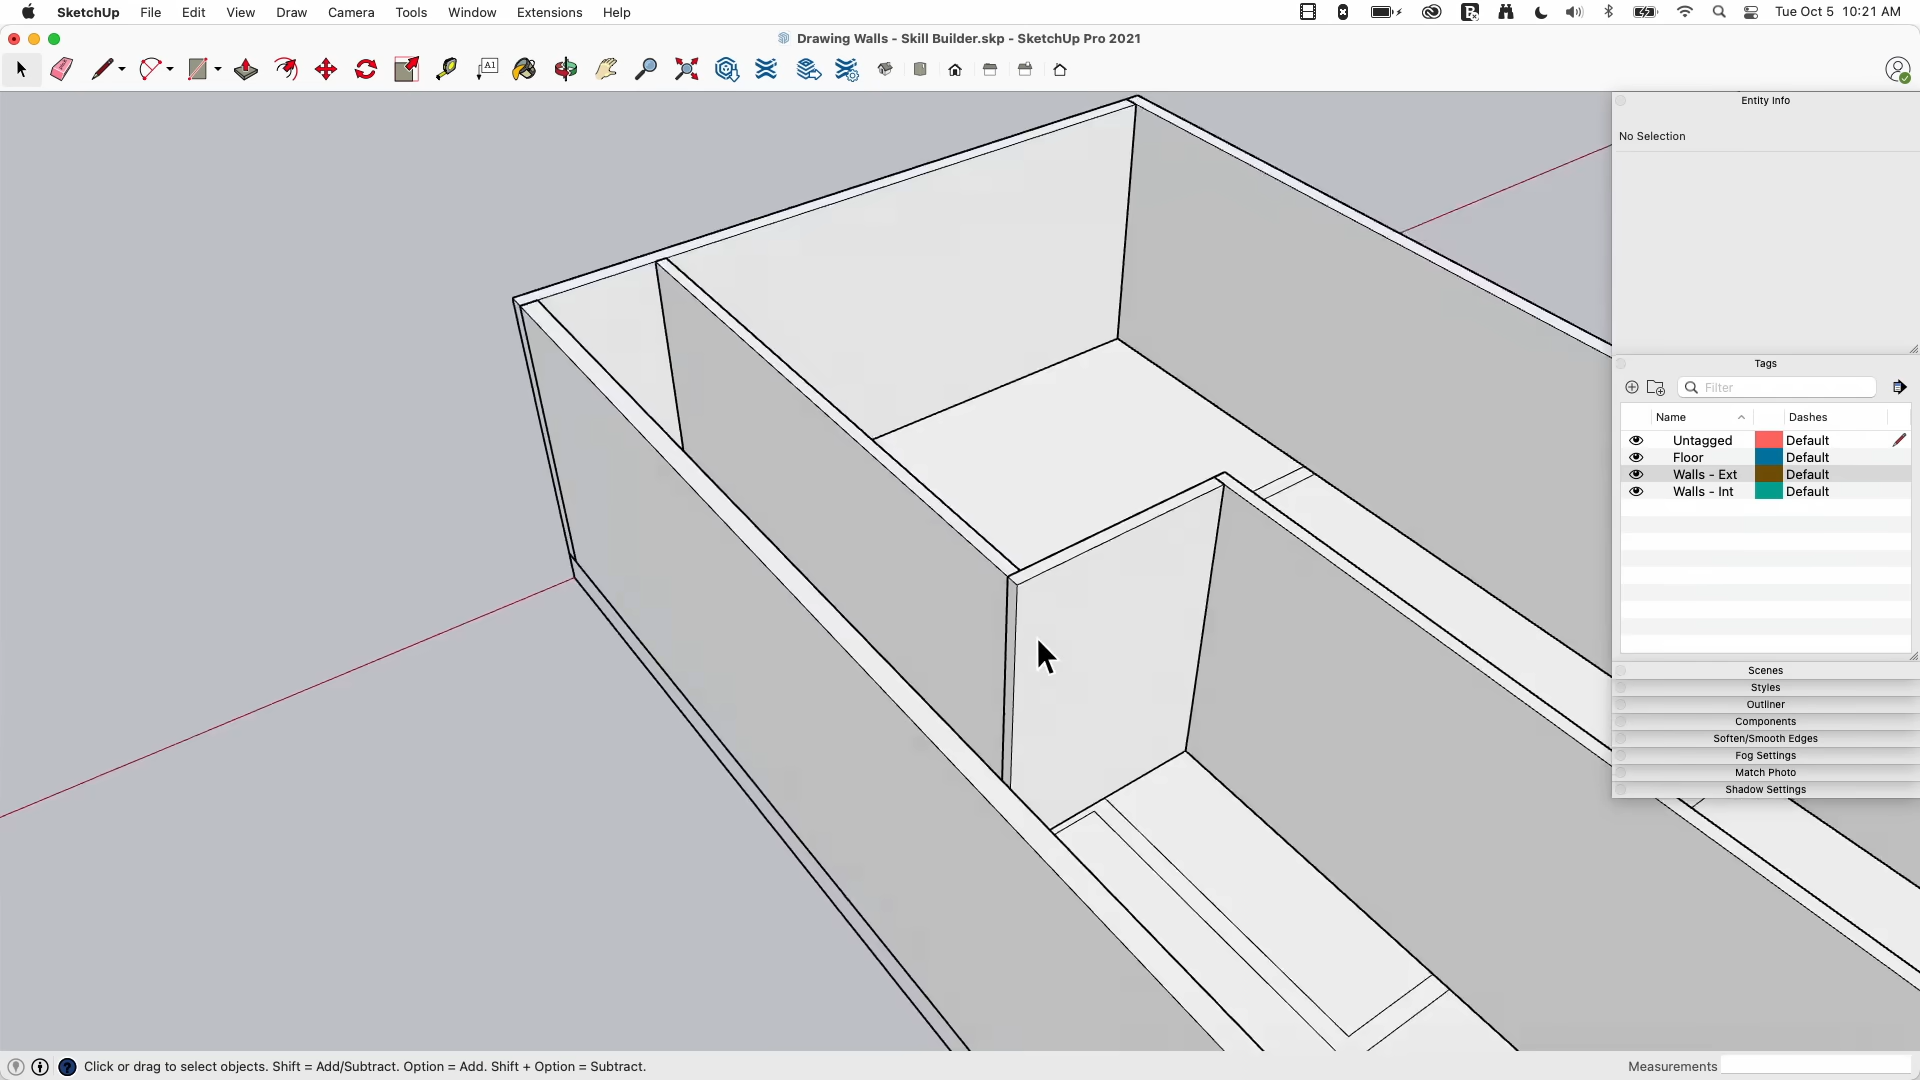 SketchUp File Edit View Draw Camera Tools Window Extensions Help Tue Oct 5 10:21 AM
Drawing Walls - Skill Builder.skp - SketchUp Pro 2021
A1
Entity Info
No Selection
Tags
Filter
Name Dashes
Untagged Default
Floor Default
Walls - Ext Default
Walls - Int Default
Scenes
Styles
Outliner
Components
Soften/Smooth Edges
Fog Settings
Match Photo
Shadow Settings
Click or drag to select objects. Shift = Add/Subtract. Option = Add. Shift + Option = Subtract. Measurements